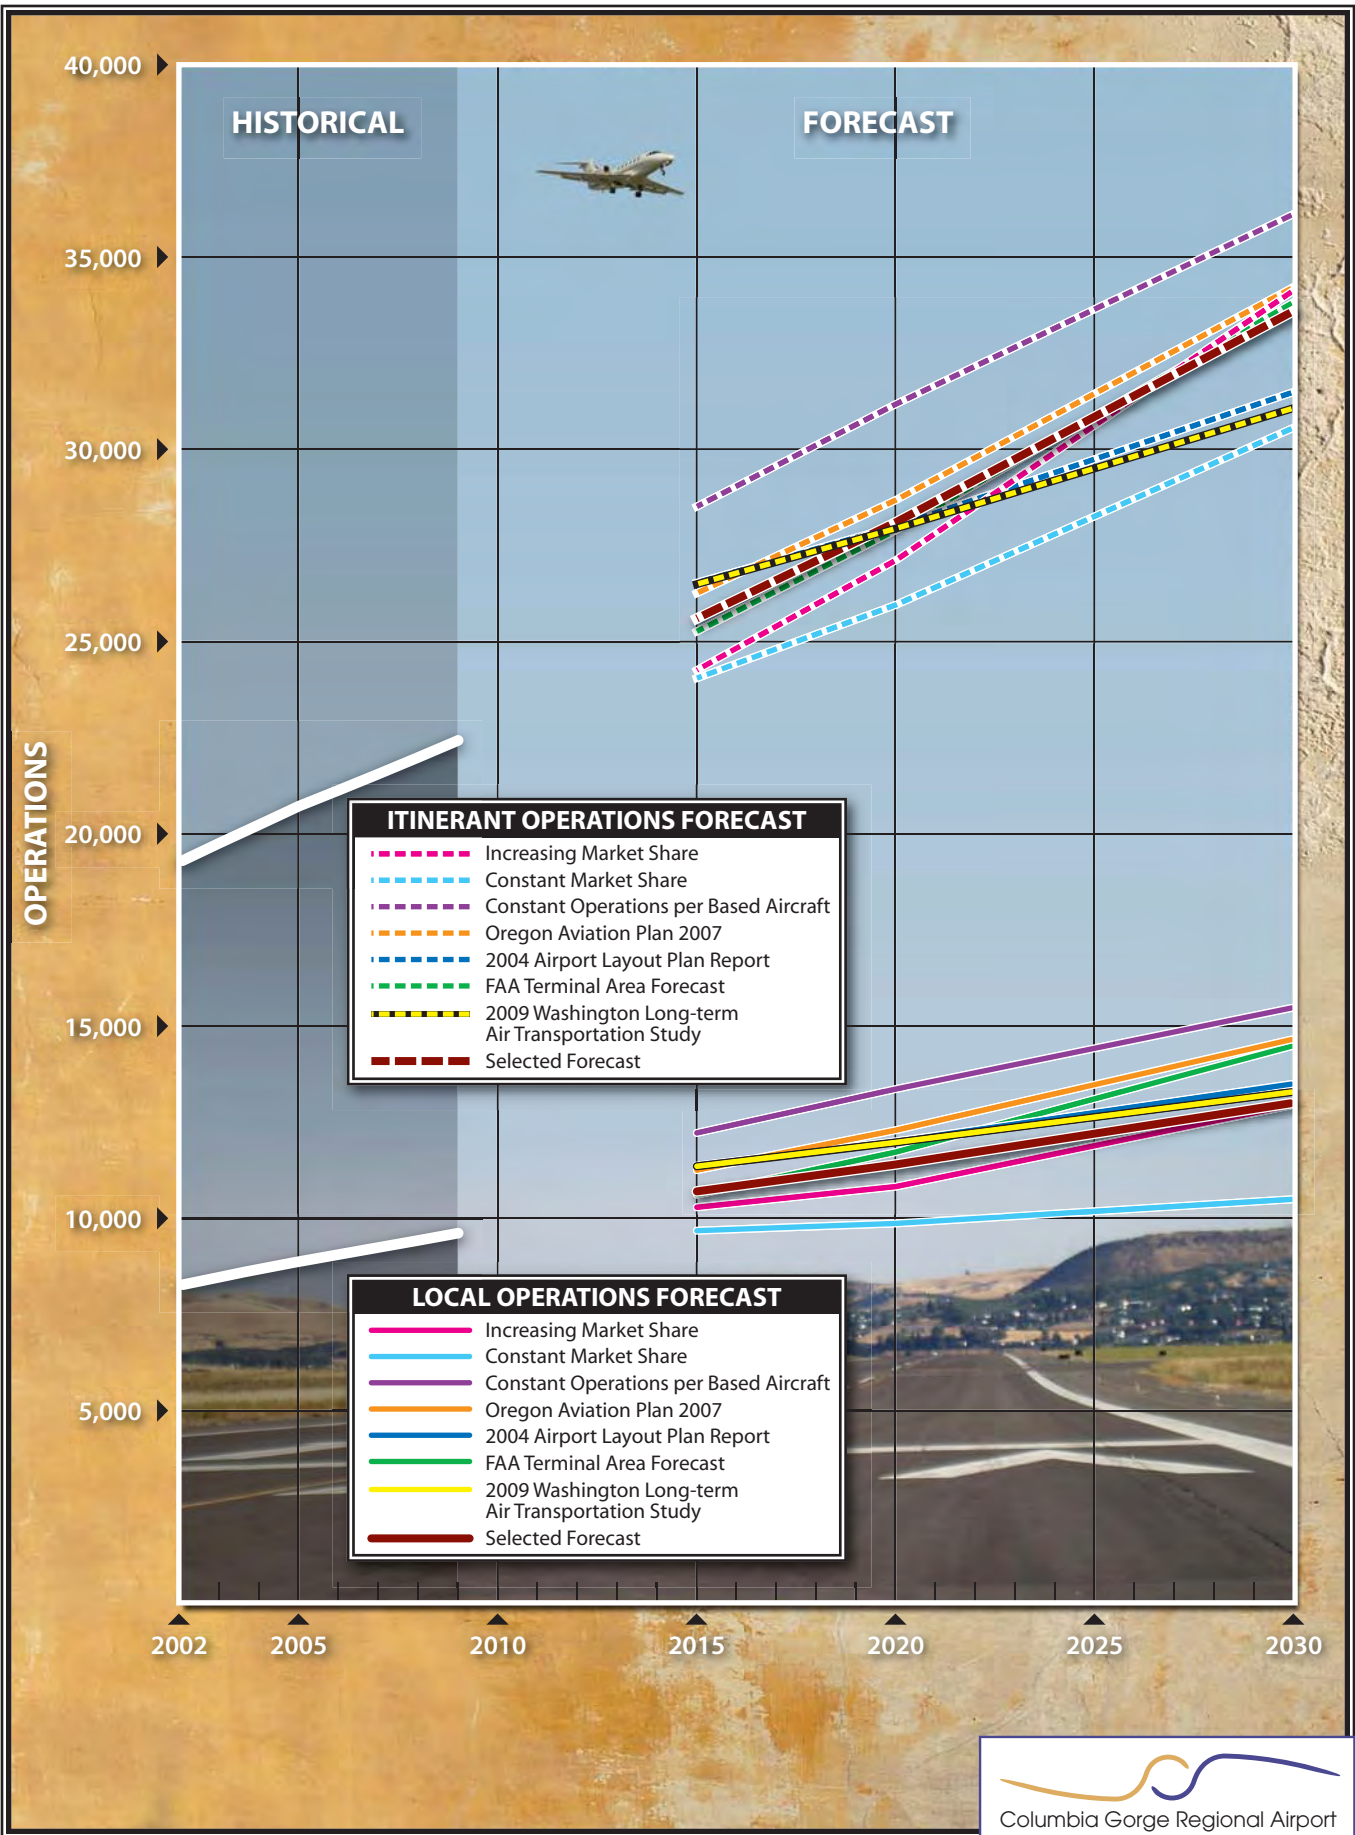 40,000
HISTORICAL
FORECAST
35,000
30,000
25,000
OPERATIONS
20,000
ITINERANT OPERATIONS FORECAST
Increasing Market Share
Constant Market Share
Constant Operations per Based Aircraft
Oregon Aviation Plan 2007
2004 Airport Layout Plan Report
FAA Terminal Area Forecast
2009 Washington Long-term
Air Transportation Study
Selected Forecast
15,000
10,000
LOCAL OPERATIONS FORECAST
Increasing Market Share
Constant Market Share
Constant Operations per Based Aircraft
Oregon Aviation Plan 2007
2004 Airport Layout Plan Report
FAA Terminal Area Forecast
2009 Washington Long-term
Air Transportation Study
Selected Forecast
5,000
2002 2005 2010 2015 2020 2025 2030
Columbia Gorge Regional Airport